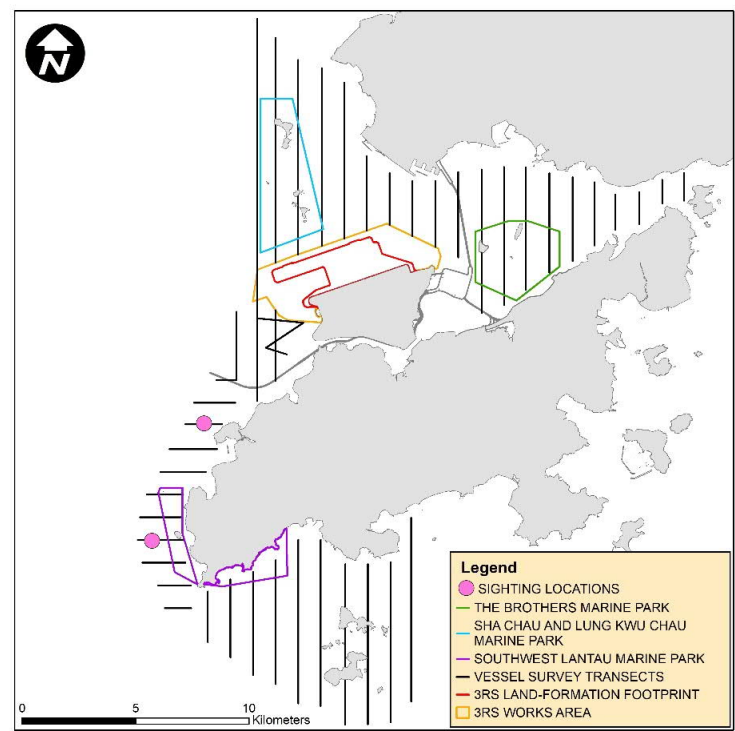 N
Legend
SIGHTING LOCATIONS
THE BROTHERS MARINE PARK
SHA CHAU AND LUNG KWU CHAU
MARINE PARK
SOUTHWEST LANTAU MARINE PARK
VESSEL SURVEY TRANSECTS
3RS LAND-FORMATION FOOTPRINT
3RS WORKS AREA
0 5 10
Kilometers